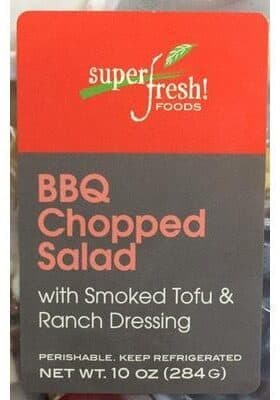 super
fresh!
FOODS
BBQ
Chopped
Salad
with Smoked Tofu &
Ranch Dressing
PERISHABLE. KEEP REFRIGERATED
NET WT. 10 OZ (284G)